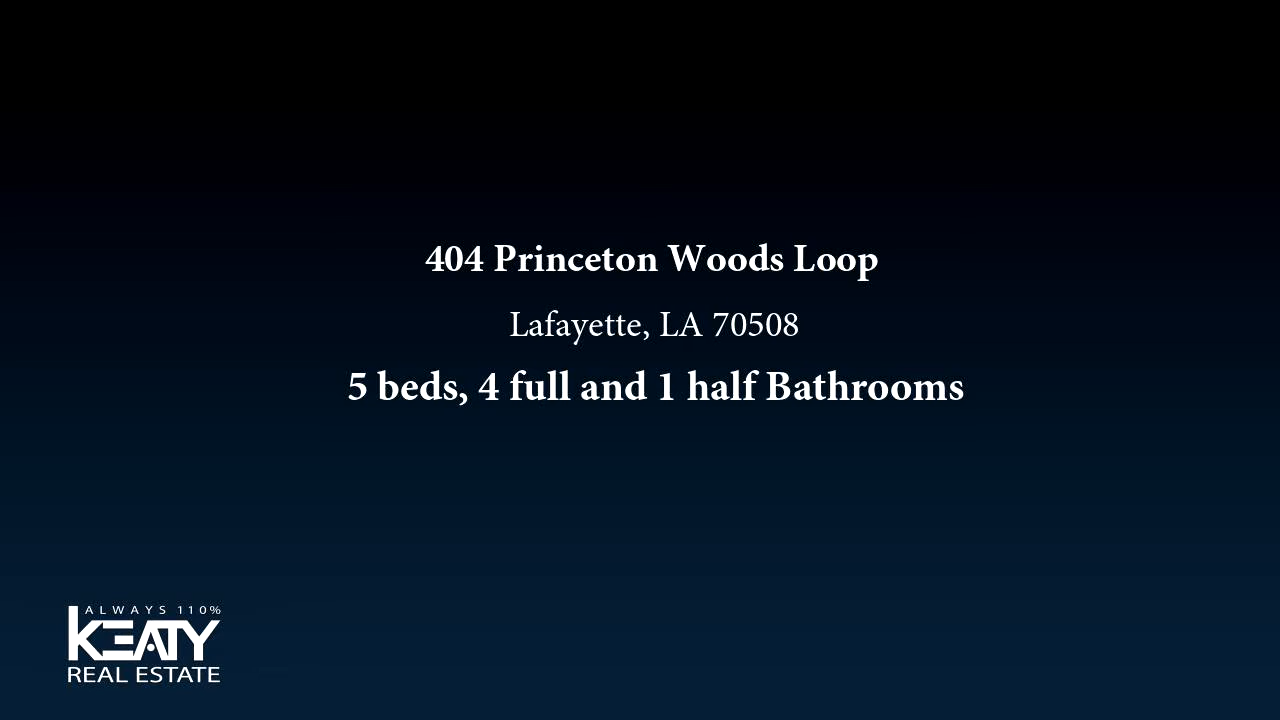 404 Princeton Woods Loop
Lafayette, LA 70508
5 beds, 4 full and 1 half Bathrooms
ALWAYS 110%
KEATY
REAL ESTATE